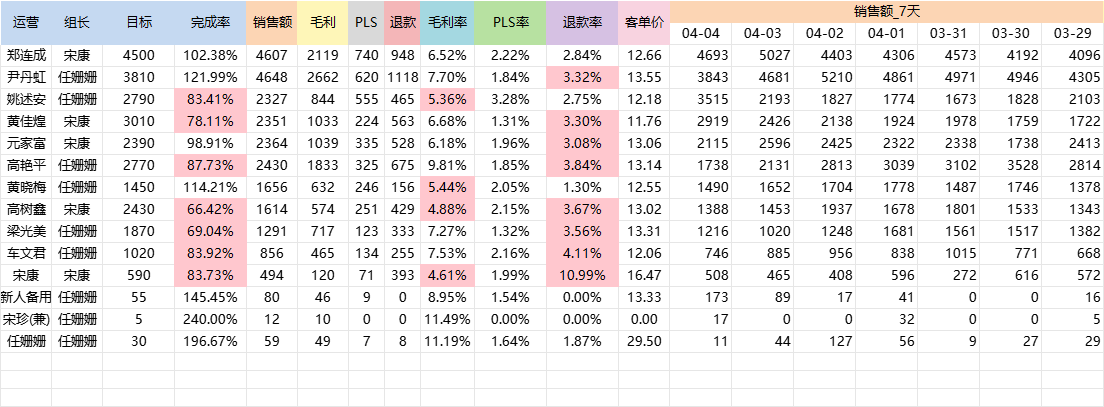 运营 组长 目标 完成率 销售额 毛利 PLS 退款 毛利率 PLS率 退款率 客单价 销售额_7天
04-04 04-03 04-02 04-01 03-31 03-30 03-29
郑连成 宋康 4500 102.38% 4607 2119 740 948 6.52% 2.22% 2.84% 12.66 4693 5027 4403 4306 4573 4192 4096
尹丹虹 任姗姗 3810 121.99% 4648 2662 620 1118 7.70% 1.84% 3.32% 13.55 3843 4681 5210 4861 4971 4946 4305
姚述安 任姗姗 2790 83.41% 2327 844 555 465 5.36% 3.28% 2.75% 12.18 3515 2193 1827 1774 1673 1828 2103
黄佳煌 宋康 3010 78.11% 2351 1033 224 563 6.68% 1.31% 3.30% 11.76 2919 2426 2138 1924 1978 1759 1722
元家富 宋康 2390 98.91% 2364 1039 335 528 6.18% 1.96% 3.08% 13.06 2115 2596 2425 2322 2338 1738 2413
高艳平 任姗姗 2770 87.73% 2430 1833 325 675 9.81% 1.85% 3.84% 13.14 1738 2131 2813 3039 3102 3528 2814
黄晓梅 任姗姗 1450 114.21% 1656 632 246 156 5.44% 2.05% 1.30% 12.55 1490 1652 1704 1778 1487 1746 1378
高树鑫 宋康 2430 66.42% 1614 574 251 429 4.88% 2.15% 3.67% 13.02 1388 1453 1937 1678 1801 1533 1343
梁光美 任姗姗 1870 69.04% 1291 717 123 333 7.27% 1.32% 3.56% 13.31 1216 1020 1248 1681 1561 1517 1382
车文君 任姗姗 1020 83.92% 856 465 134 255 7.53% 2.16% 4.11% 12.06 746 885 956 838 1015 771 668
宋康 宋康 590 83.73% 494 120 71 393 4.61% 1.99% 10.99% 16.47 508 465 408 596 272 616 572
新人备用 任姗姗 55 145.45% 80 46 9 0 8.95% 1.54% 0.00% 13.33 173 89 17 41 0 0 16
宋珍(兼) 任姗姗 5 240.00% 12 10 0 0 11.49% 0.00% 0.00% 0.00 17 0 0 32 0 0 5
任姗姗 任姗姗 30 196.67% 59 49 7 8 11.19% 1.64% 1.87% 29.50 11 44 127 56 9 27 29